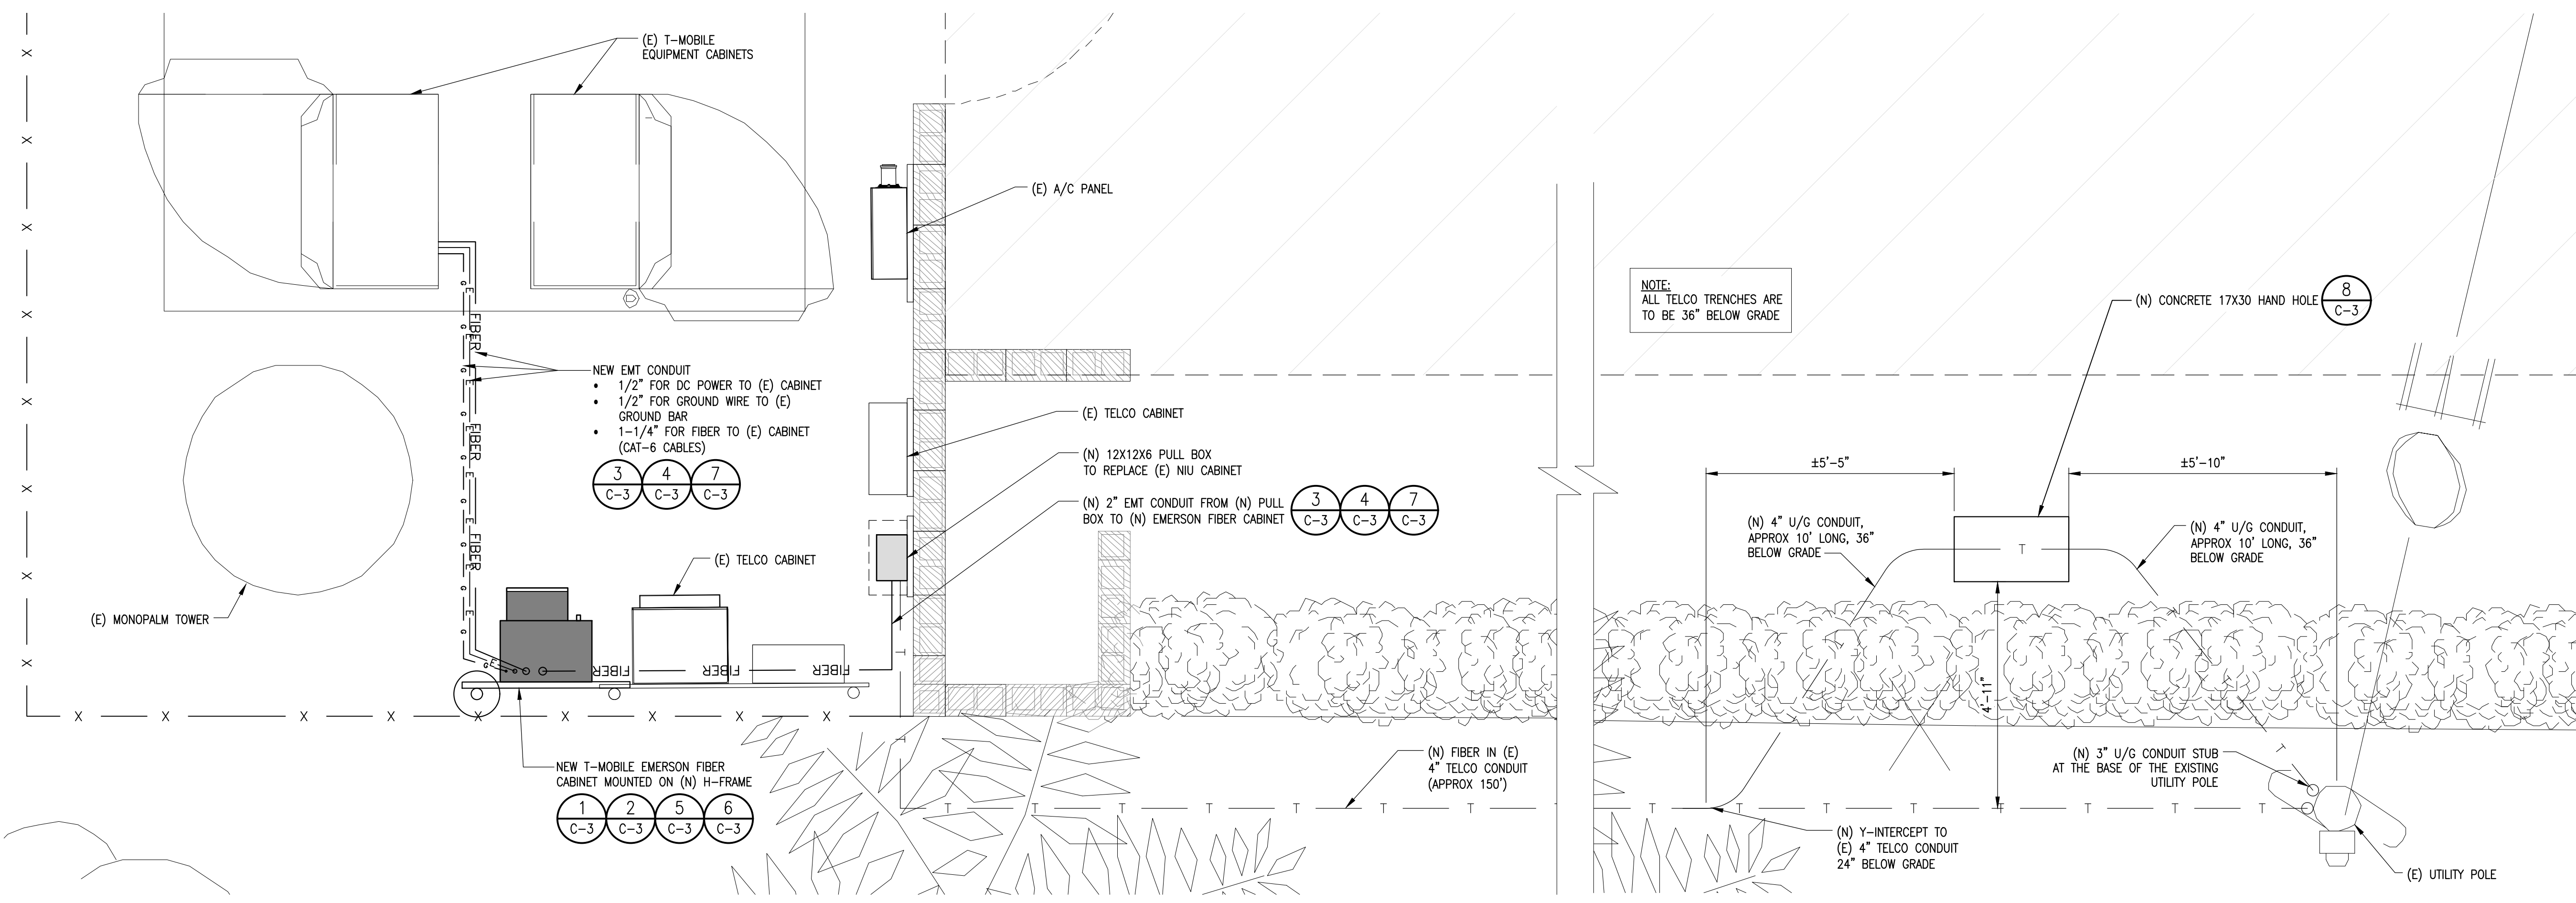 (E) T-MOBILE
EQUIPMENT CABINETS
(E) A/C PANEL
NEW EMT CONDUIT
• 1/2" FOR DC POWER TO (E) CABINET
• 1/2" FOR GROUND WIRE TO (E)
GROUND BAR
• 1-1/4" FOR FIBER TO (E) CABINET
(CAT-6 CABLES)
3 4 7
C-3 C-3 C-3
(E) TELCO CABINET
(N) 12X12X6 PULL BOX
TO REPLACE (E) NIU CABINET
(N) 2" EMT CONDUIT FROM (N) PULL
BOX TO (N) EMERSON FIBER CABINET
3 4 7
C-3 C-3 C-3
(E) TELCO CABINET
(E) MONOPALM TOWER
FIBER
FIBER
FIBER
FIBER FIBER FIBER
NEW T-MOBILE EMERSON FIBER
CABINET MOUNTED ON (N) H-FRAME
1 2 5 6
C-3 C-3 C-3 C-3
(N) FIBER IN (E)
4" TELCO CONDUIT
(APPROX 150')
NOTE:
ALL TELCO TRENCHES ARE
TO BE 36" BELOW GRADE
(N) CONCRETE 17X30 HAND HOLE
8
C-3
±5'-5"
±5'-10"
(N) 4" U/G CONDUIT,
APPROX 10' LONG, 36"
BELOW GRADE
T
(N) 4" U/G CONDUIT,
APPROX 10' LONG, 36"
BELOW GRADE
4'-11"
(N) 3" U/G CONDUIT STUB
AT THE BASE OF THE EXISTING
UTILITY POLE
(N) Y-INTERCEPT TO
(E) 4" TELCO CONDUIT
24" BELOW GRADE
(E) UTILITY POLE